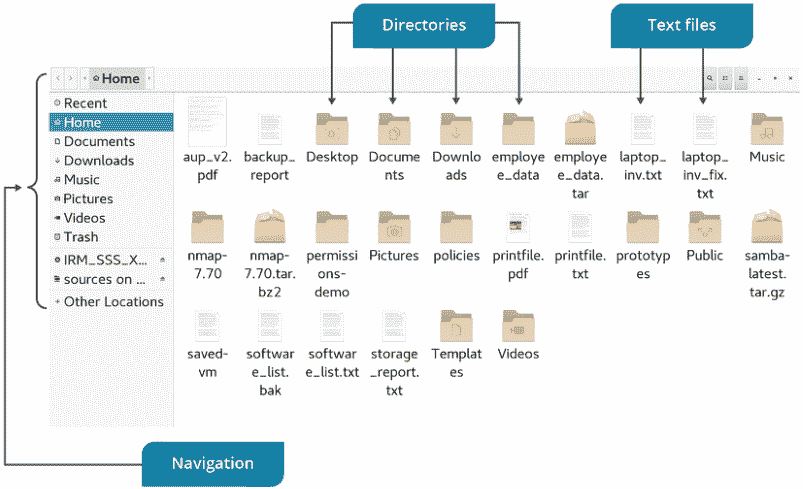 Directories
Text files
Home
Recent
Home
Documents
Downloads
Music
Pictures
Videos
Trash
IRM_SSS_X...
sources on ...
Other Locations
aup_v2.
pdf
backup_
report
Desktop
Docume
nts
Downlo
ads
employe
e_data
employe
e_data.
tar
laptop_
inv.txt
laptop_
inv_fix.
txt
Music
nmap-
7.70
nmap-
7.70.tar.
bz2
permissi
ons-
demo
Pictures
policies
printfile.
pdf
printfile.
txt
prototyp
es
Public
samba-
latest.
tar.gz
saved-
vm
softwar
e_list.
bak
softwar
e_list.txt
storage
_report.
txt
Templat
es
Videos
Navigation